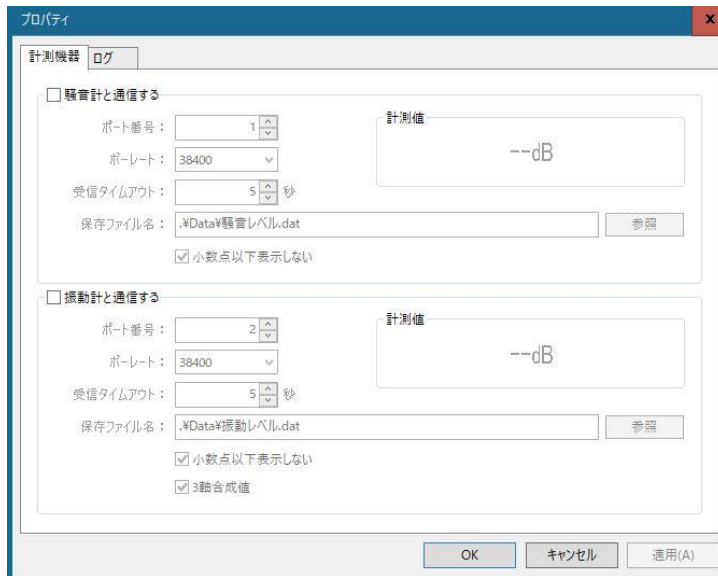 プロパティ
計測機器 ログ
騒音計と通信する
ポート番号： 1
計測値
--dB
ボーレート： 38400
受信タイムアウト： 5 秒
保存ファイル名： .¥Data¥騒音レベル.dat 参照
小数点以下表示しない
振動計と通信する
ポート番号： 2
計測値
--dB
ボーレート： 38400
受信タイムアウト： 5 秒
保存ファイル名： .¥Data¥振動レベル.dat 参照
小数点以下表示しない
3軸合成値
OK キャンセル 適用(A)